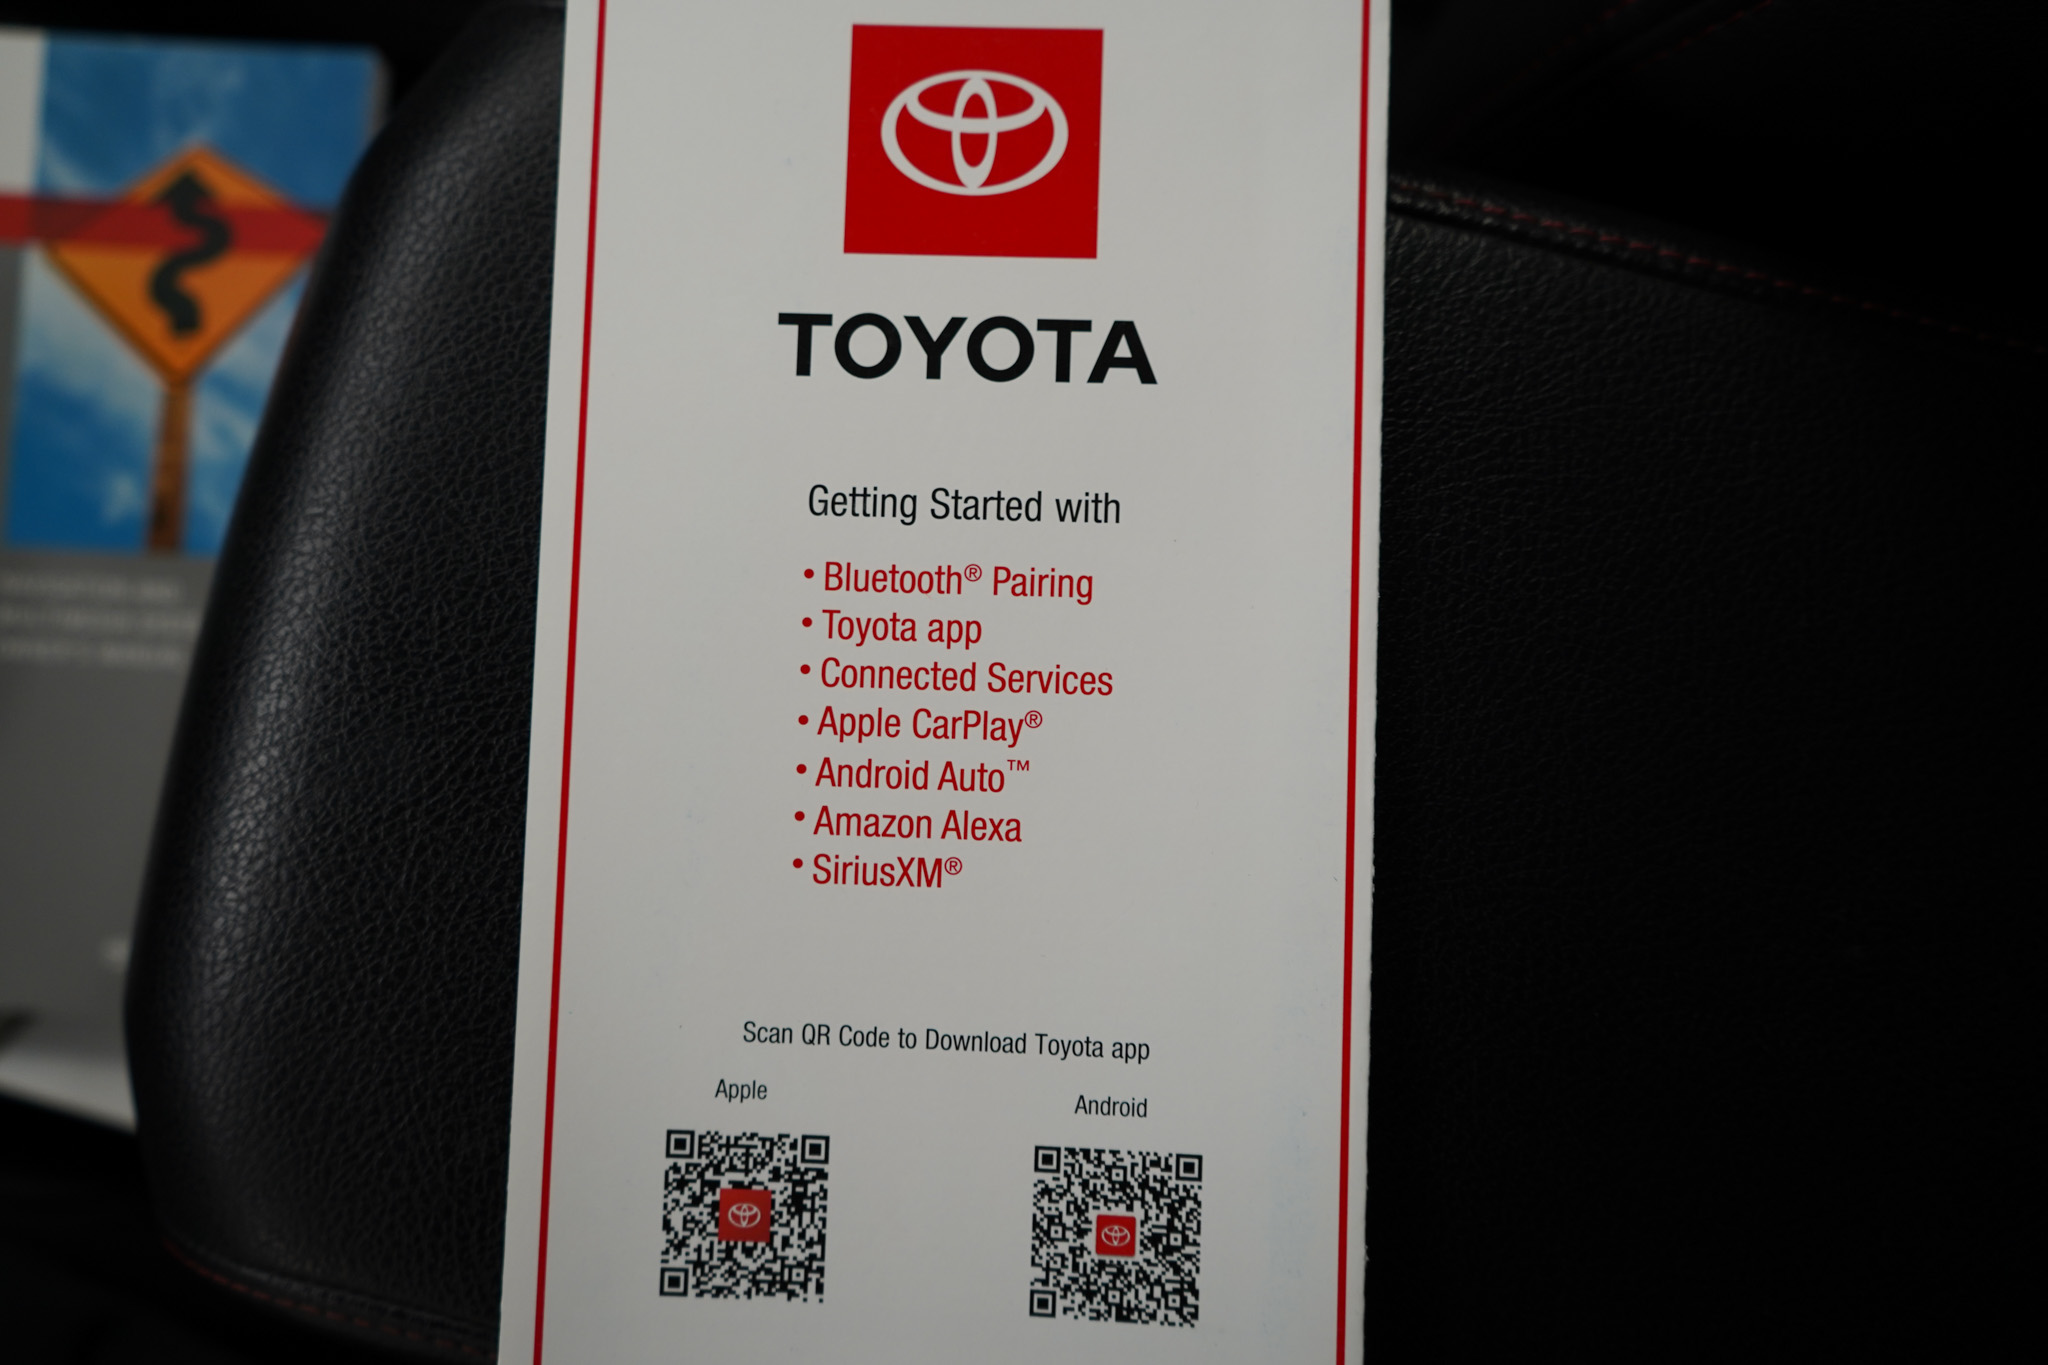 TOYOTA
Getting Started with
• Bluetooth® Pairing
• Toyota app
• Connected Services
• Apple CarPlay®
• Android Auto™
• Amazon Alexa
• SiriusXM®
Scan QR Code to Download Toyota app
Apple
Android